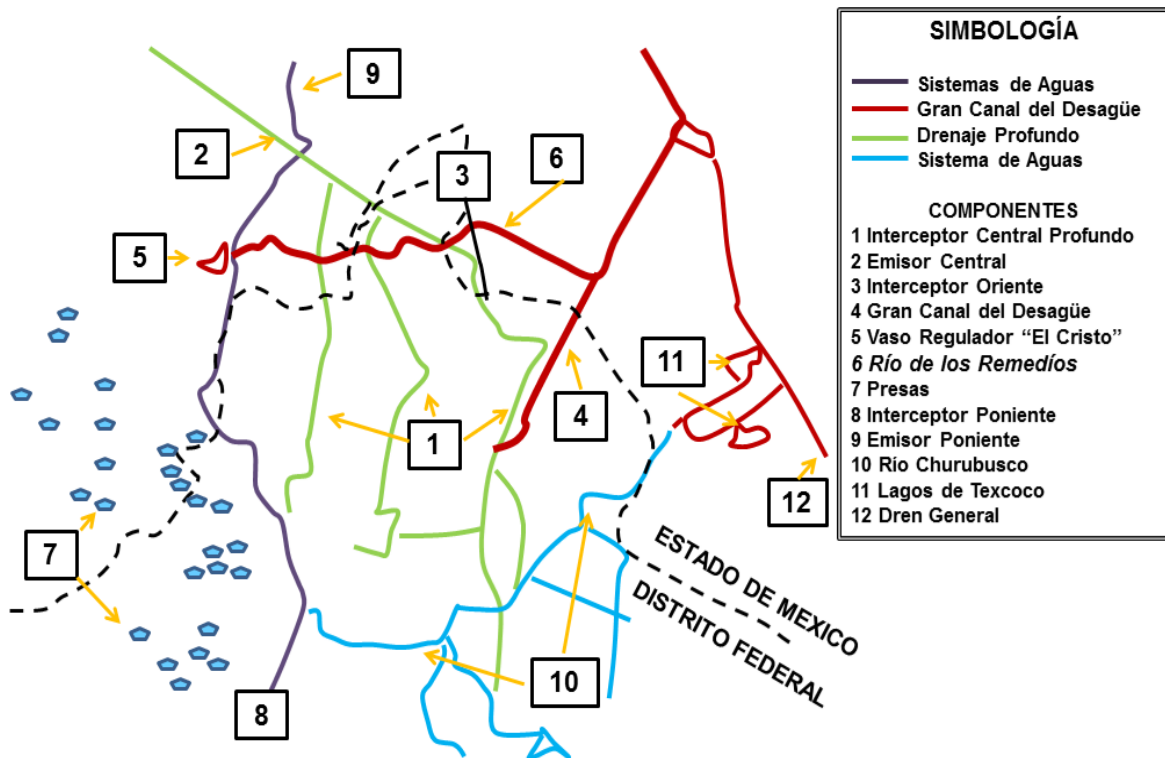 9
2
3
6
5
11
4
1
12
7
10
8
ESTADO DE MEXICO
DISTRITO FEDERAL
SIMBOLOGÍA
Sistemas de Aguas
Gran Canal del Desagüe
Drenaje Profundo
Sistema de Aguas
COMPONENTES
1 Interceptor Central Profundo
2 Emisor Central
3 Interceptor Oriente
4 Gran Canal del Desagüe
5 Vaso Regulador “El Cristo”
6 Río de los Remedíos
7 Presas
8 Interceptor Poniente
9 Emisor Poniente
10 Río Churubusco
11 Lagos de Texcoco
12 Dren General